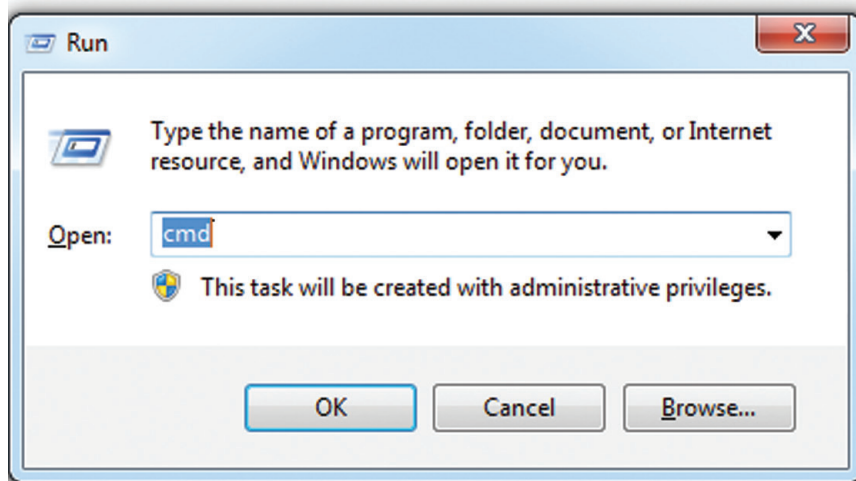 Run
Type the name of a program, folder, document, or Internet
resource, and Windows will open it for you.
Open: cmd
This task will be created with administrative privileges.
OK Cancel Browse...